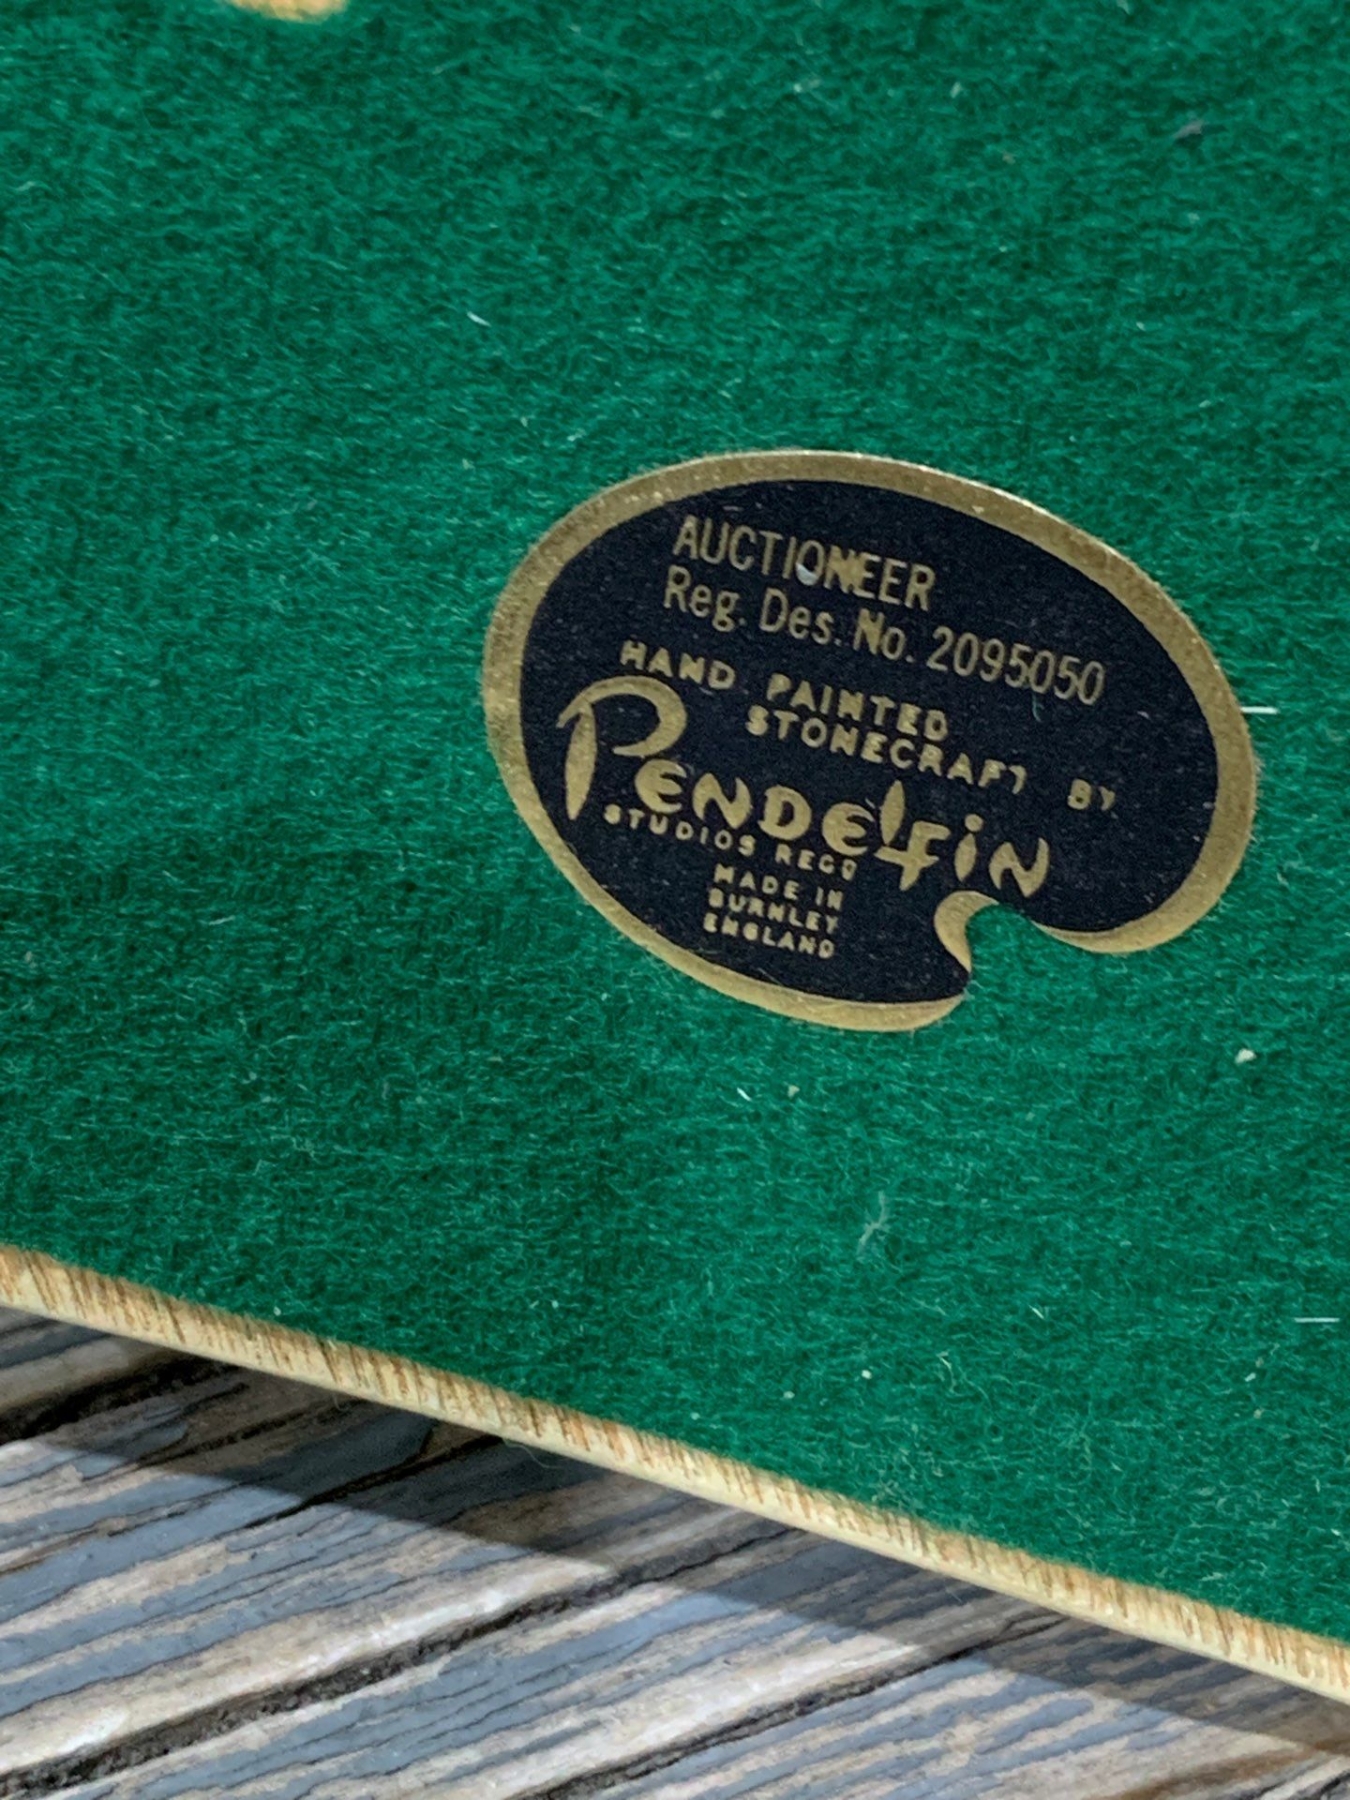 AUCTIONEER
Reg. Des. No. 2095050
HAND PAINTED
STONECRAFT BY
PENDELFIN
STUDIOS REGD
MADE IN
BURNLEY
ENGLAND